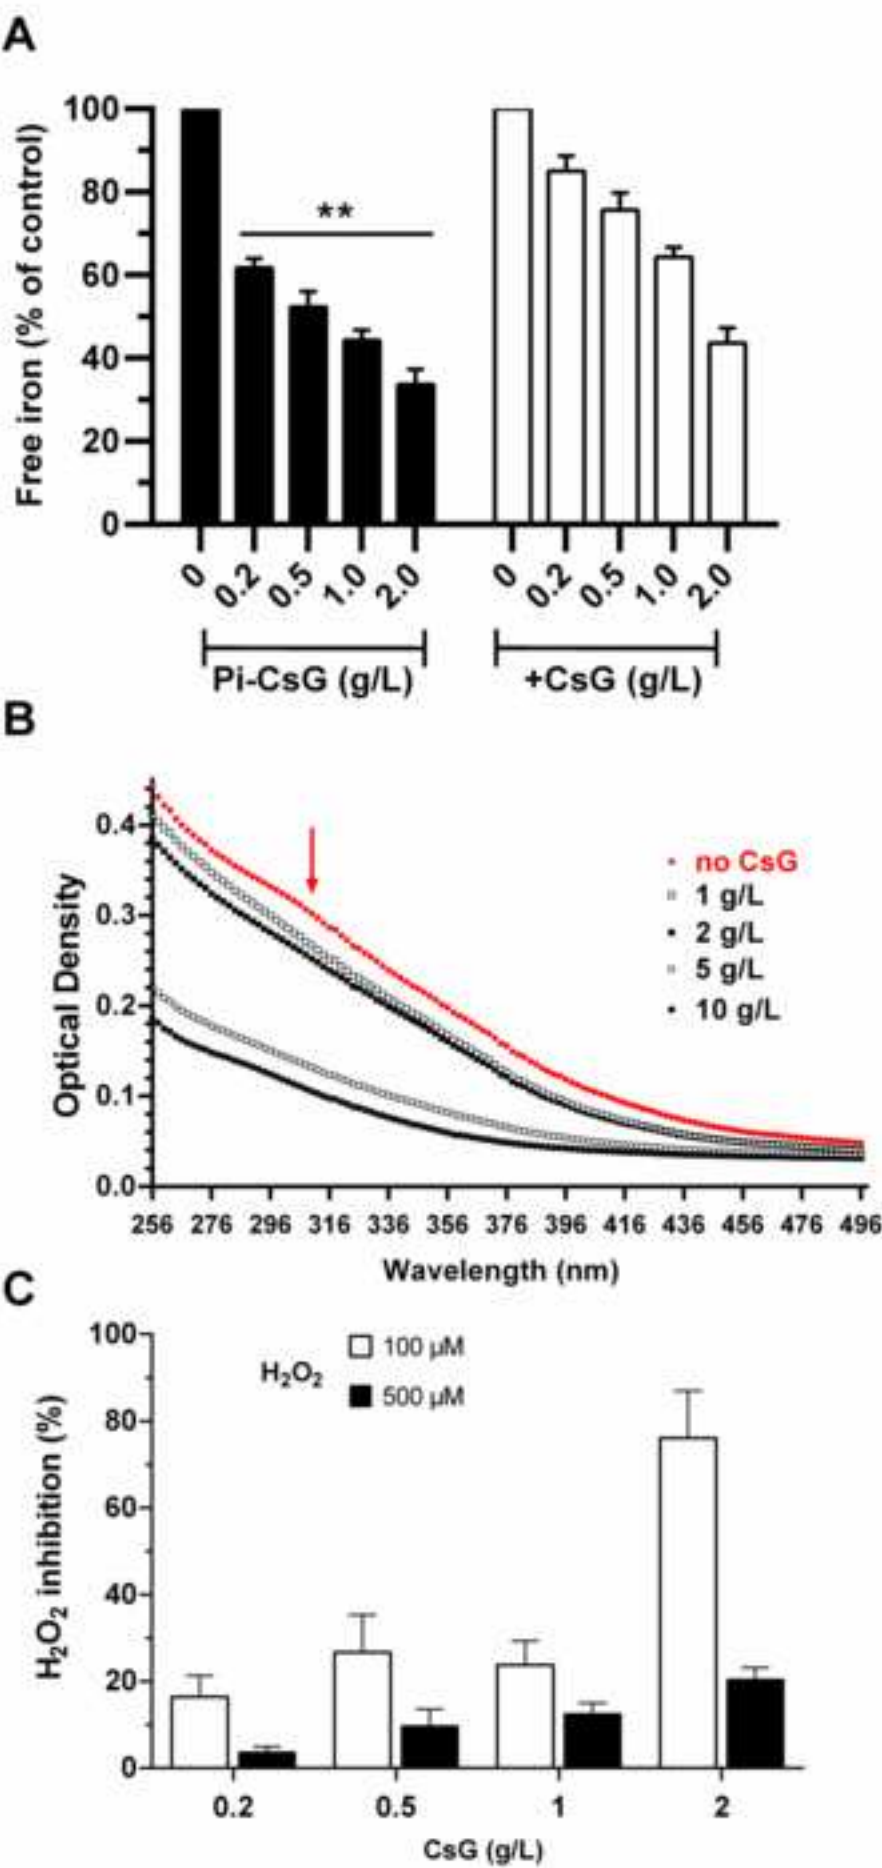 A
Free iron (% of control)
100
80
60
40
20
0
**
0 0.2 0.5 1.0 2.0 0 0.2 0.5 1.0 2.0
Pi-CsG (g/L) +CsG (g/L)
B
Optical Density
0.4
0.3
0.2
0.1
0.0
no CsG
1 g/L
2 g/L
5 g/L
10 g/L
256 276 296 316 336 356 376 396 416 436 456 476 496
Wavelength (nm)
C
H₂O₂ inhibition (%)
100
80
60
40
20
0
H₂O₂
100 µM
500 µM
0.2 0.5 1 2
CsG (g/L)